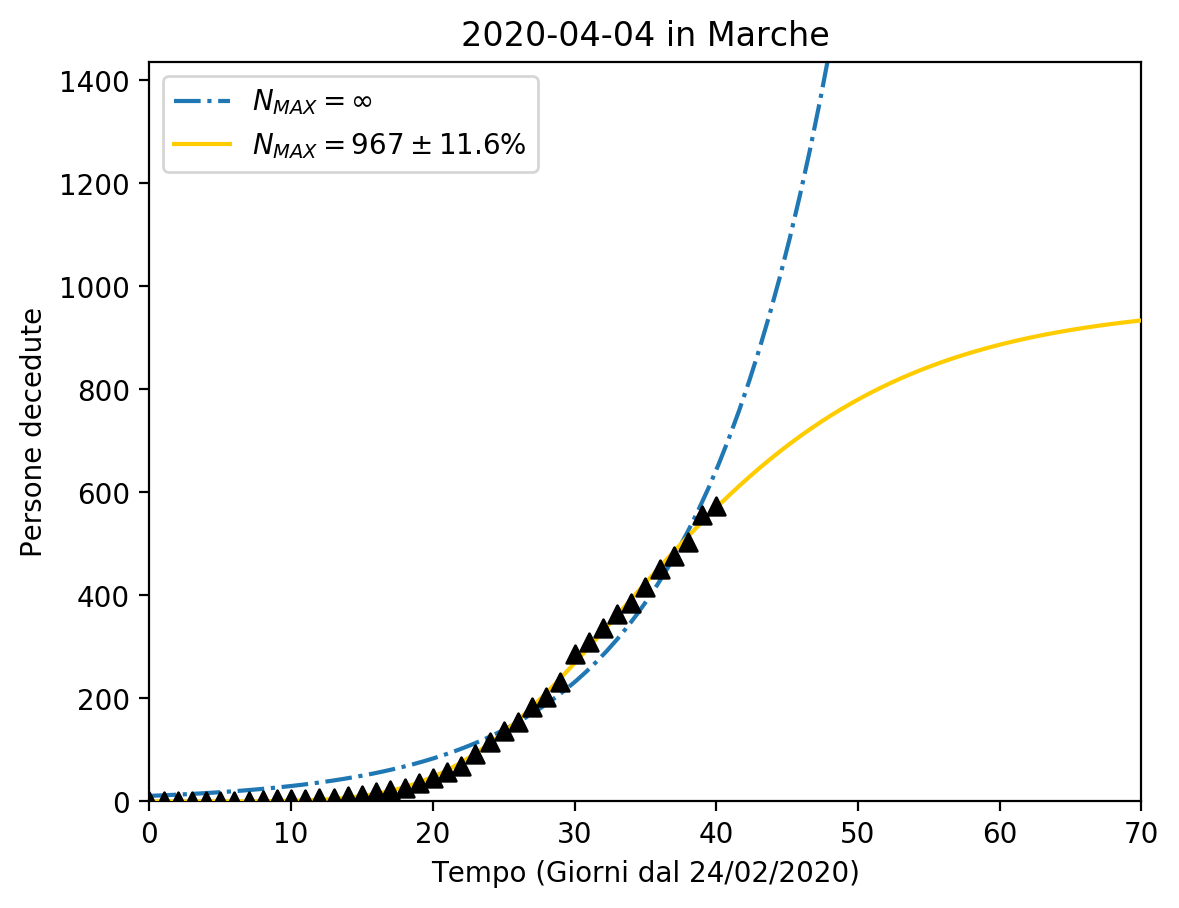 2020-04-04 in Marche
N_MAX = ∞
N_MAX = 967 ± 11.6%
Persone decedute
1400
1200
1000
800
600
400
200
0
0 10 20 30 40 50 60 70
Tempo (Giorni dal 24/02/2020)